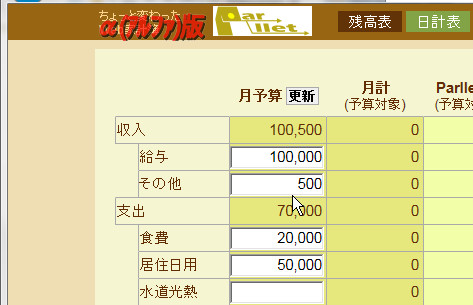 ちょーと変わった
α(アルファ)版
Parllet
残高表
日計表
月予算 更新
月計
(予算対象)
Parlle
(予算対
収入
100,500
0
給与
100,000
0
その他
500
0
支出
70,000
0
食費
20,000
0
居住日用
50,000
0
水道光熱
0